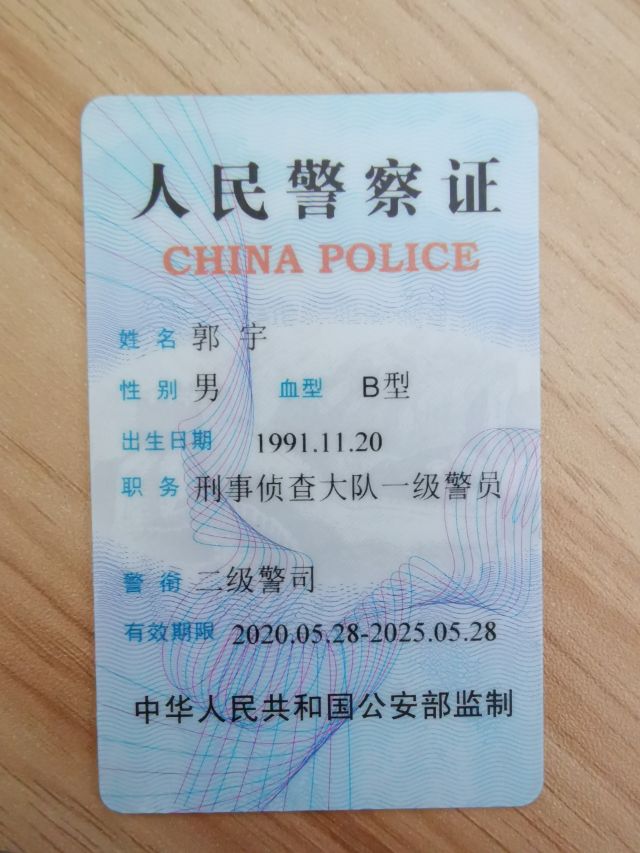 人民警察证
CHINA POLICE
姓名 郭宇
性别 男 血型 B型
出生日期 1991.11.20
职务 刑事侦查大队一级警员
警衔 二级警司
有效期限 2020.05.28-2025.05.28
中华人民共和国公安部监制